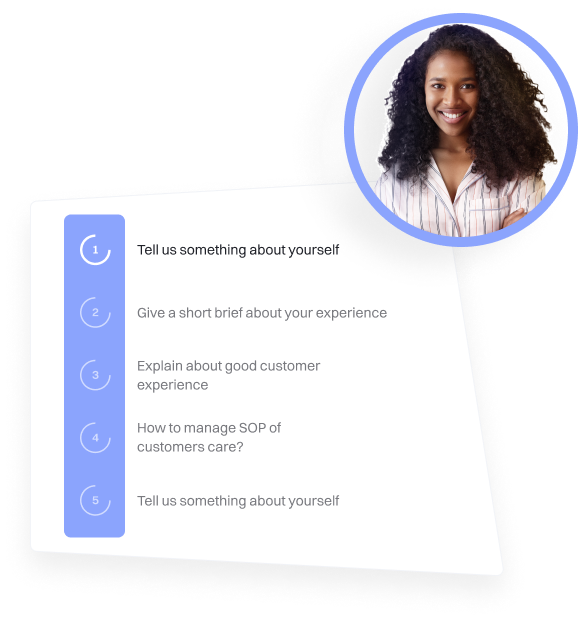 1
Tell us something about yourself
2
Give a short brief about your experience
3
Explain about good customer
experience
4
How to manage SOP of
customers care?
5
Tell us something about yourself